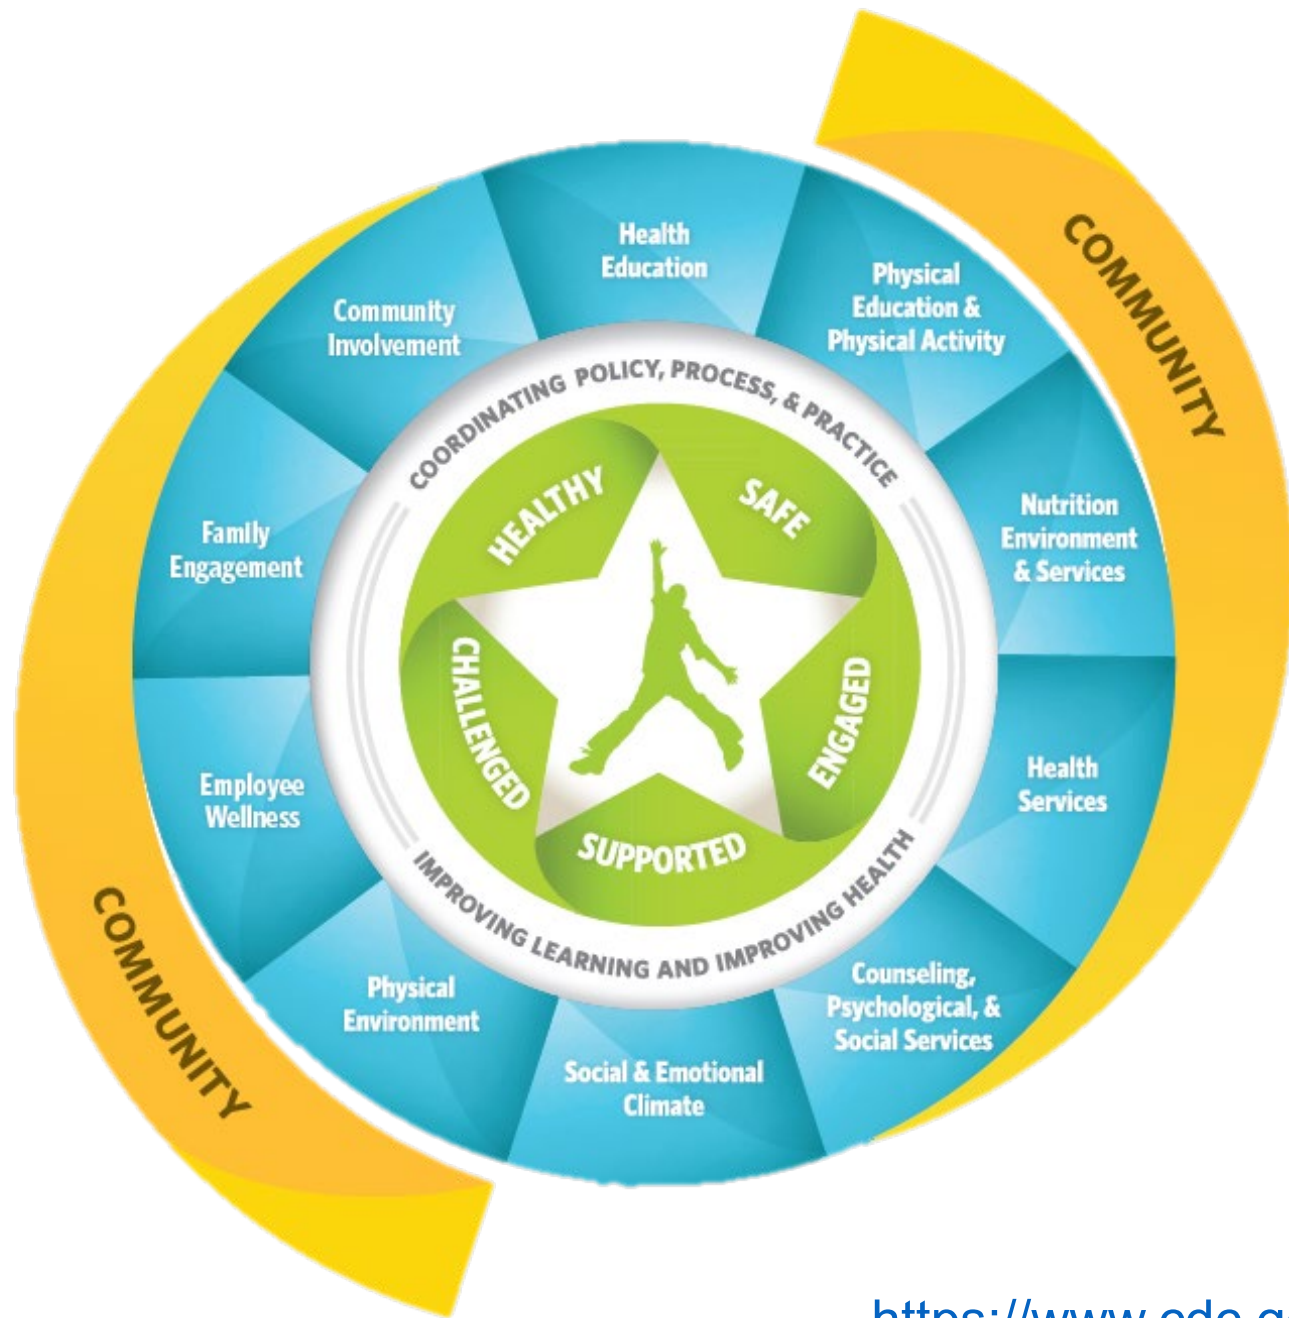 COMMUNITY
Health
Education
Physical
Education &
Physical Activity
Nutrition
Environment
& Services
Health
Services
Counseling,
Psychological, &
Social Services
Social & Emotional
Climate
Physical
Environment
Employee
Wellness
Family
Engagement
Community
Involvement
COORDINATING POLICY, PROCESS, & PRACTICE
IMPROVING LEARNING AND IMPROVING HEALTH
HEALTHY
SAFE
ENGAGED
SUPPORTED
CHALLENGED
COMMUNITY